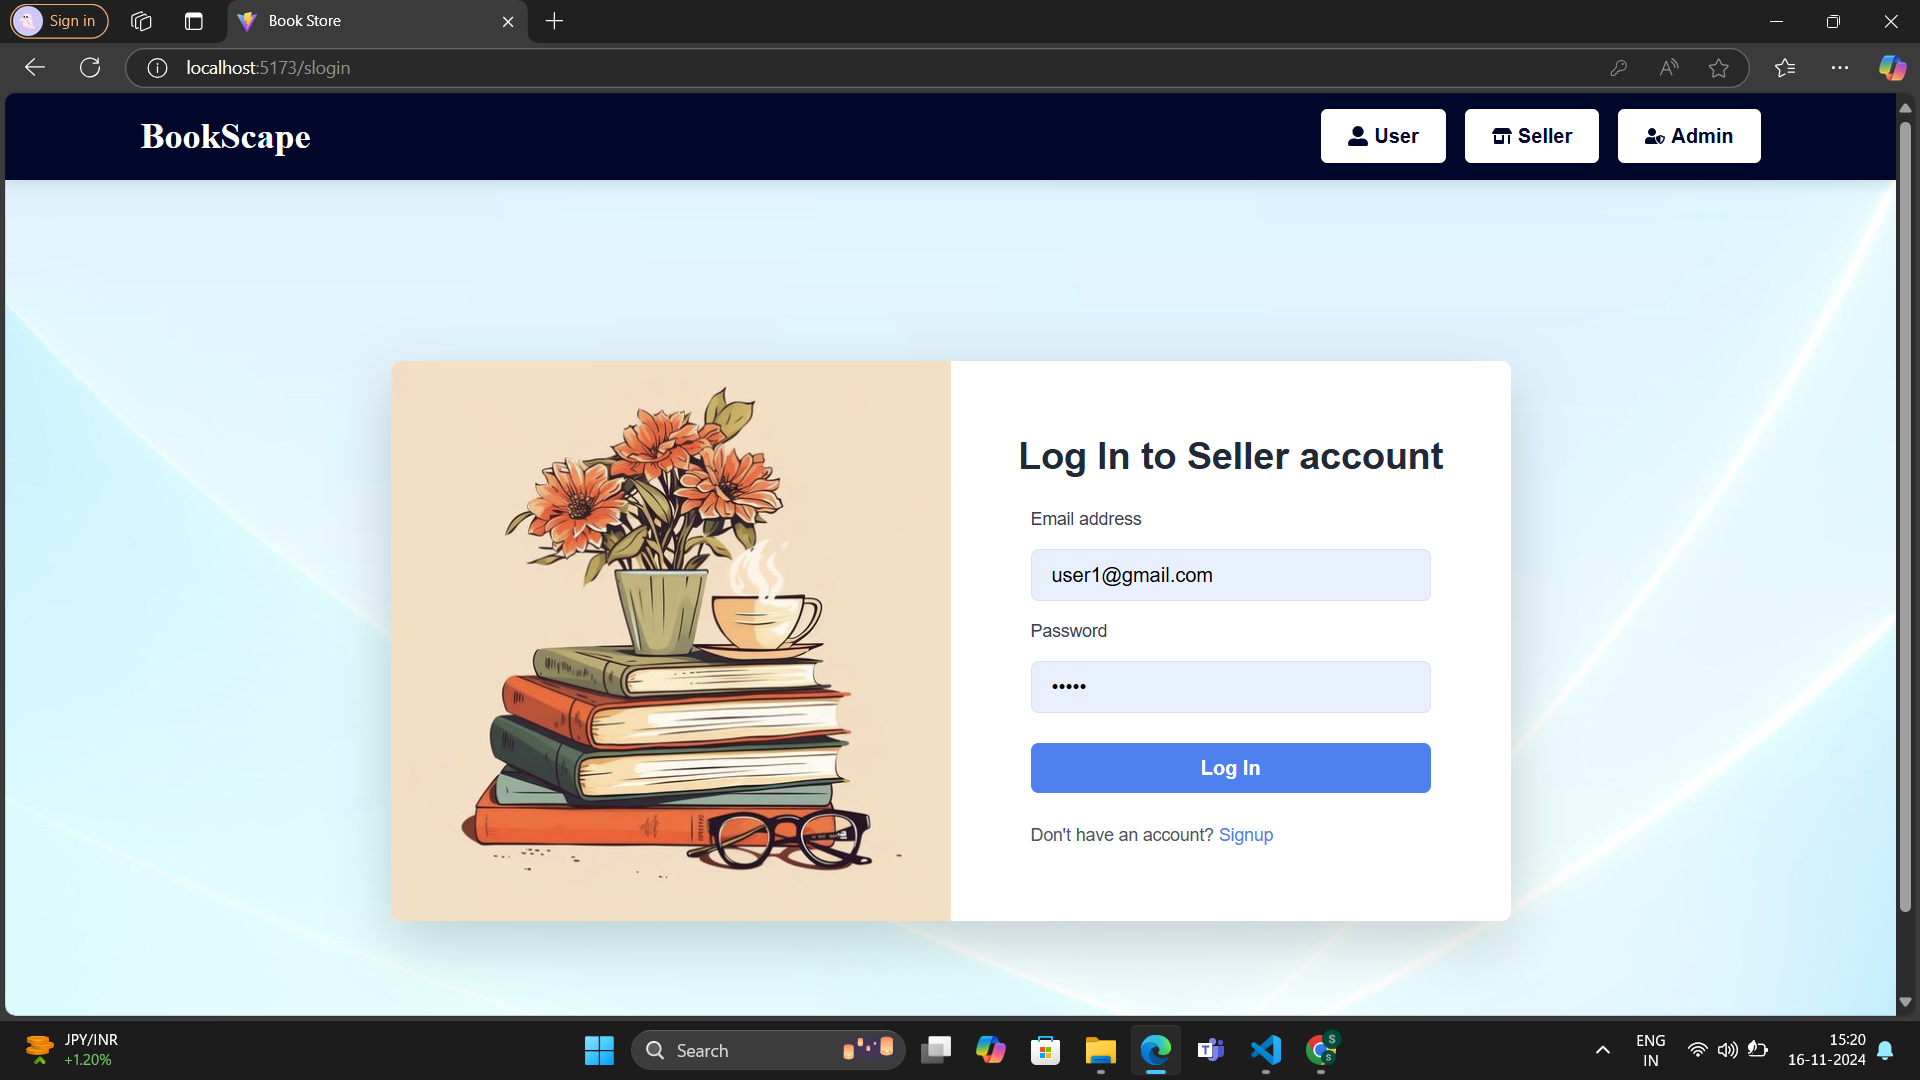 Sign in
Book Store
localhost:5173/slogin
BookScape
User
Seller
Admin
Log In to Seller account
Email address
user1@gmail.com
Password
•••••
Log In
Don't have an account? Signup
JPY/INR
+1.20%
Search
ENG
IN
15:20
16-11-2024